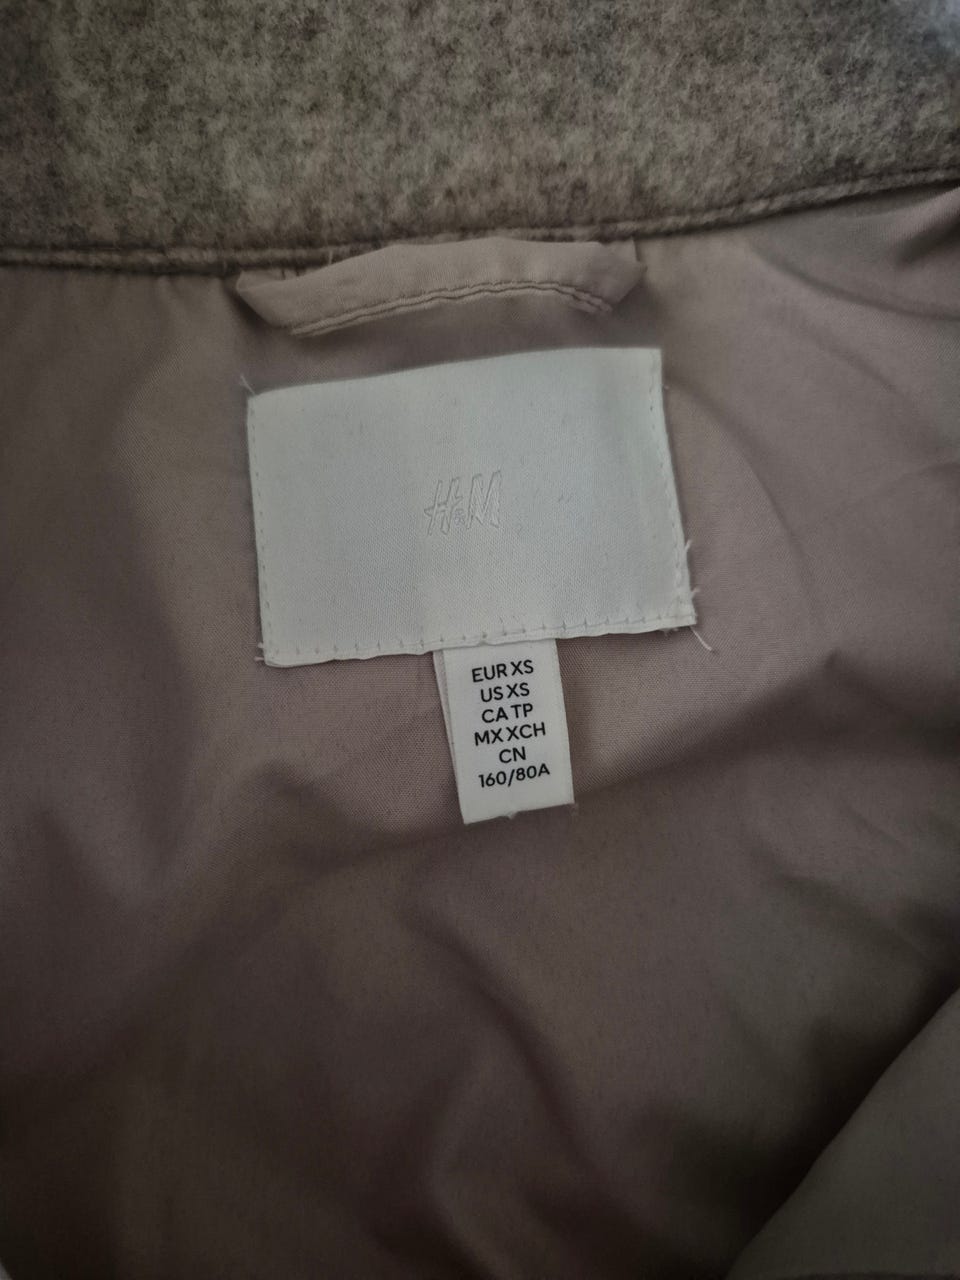 H&M
EUR XS
US XS
CA TP
MX XCH
CN
160/80A